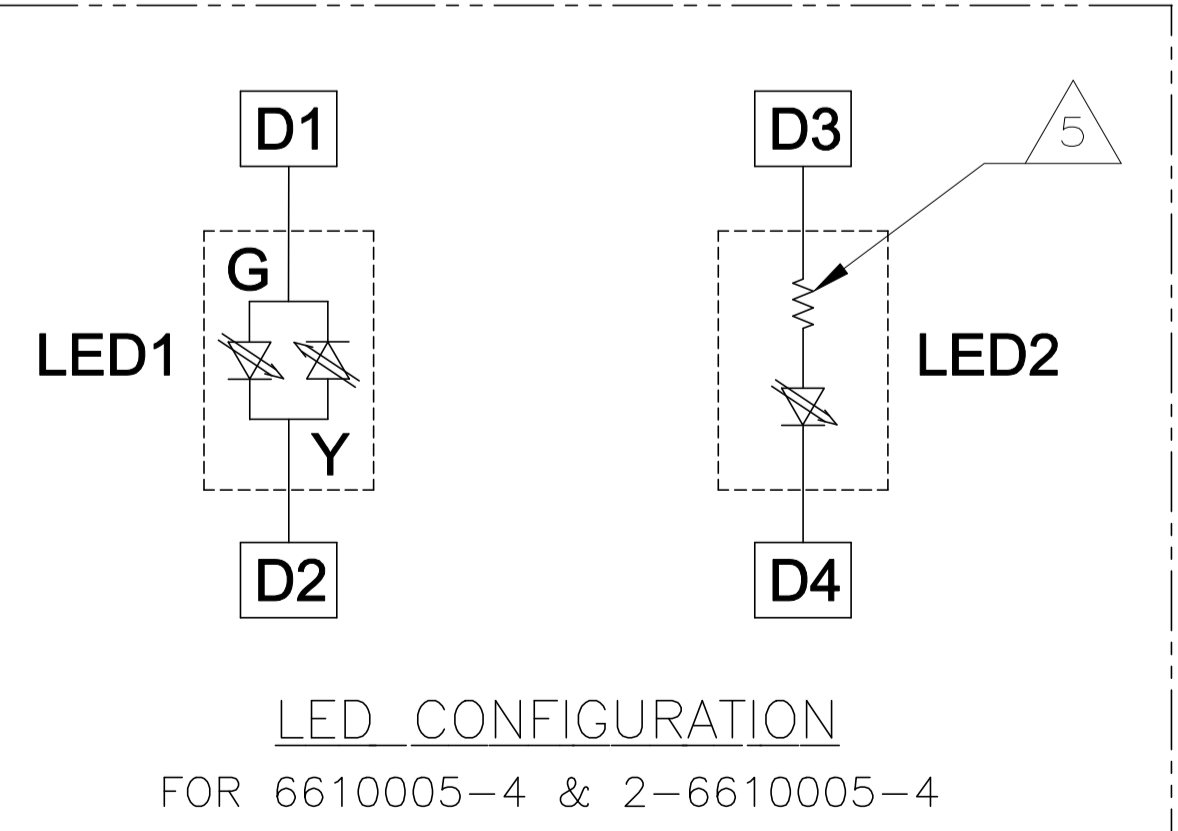 D1
D3
5
G
LED1
LED2
Y
D2
D4
LED CONFIGURATION
FOR 6610005-4 & 2-6610005-4